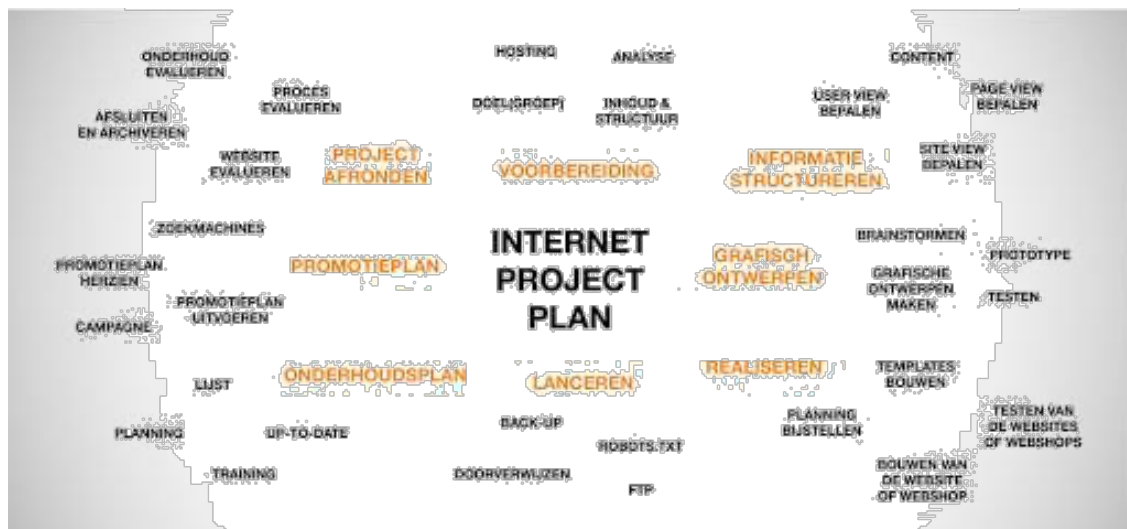 HOSTING
ANALYSE
DOEL[GROEP]
INHOUD &
STRUCTUUR
VOORBEREIDING
USER VIEW
BEPALEN
CONTENT
PAGE VIEW
BEPALEN
SITE VIEW
BEPALEN
INFORMATIE
STRUCTUREREN
ONDERHOUD
EVALUEREN
PROCES
EVALUEREN
AFSLUITEN
EN ARCHIVEREN
WEBSITE
EVALUEREN
PROJECT
AFRONDEN
ZOEKMACHINES
PROMOTIEPLAN
HERZIEN
PROMOTIEPLAN
UITVOEREN
CAMPAGNE
PROMOTIEPLAN
INTERNET
PROJECT
PLAN
GRAFISCH
ONTWERPEN
BRAINSTORMEN
PROTOTYPE
GRAFISCHE
ONTWERPEN
MAKEN
TESTEN
ONDERHOUDSPLAN
LIJST
PLANNING
UP-TO-DATE
TRAINING
LANCEREN
BACK-UP
ROBOTS.TXT
DOORVERWIJZEN
FTP
REALISEREN
TEMPLATES
BOUWEN
PLANNING
BIJSTELLEN
TESTEN VAN
DE WEBSITES
OF WEBSHOPS
BOUWEN VAN
DE WEBSITE
OF WEBSHOP